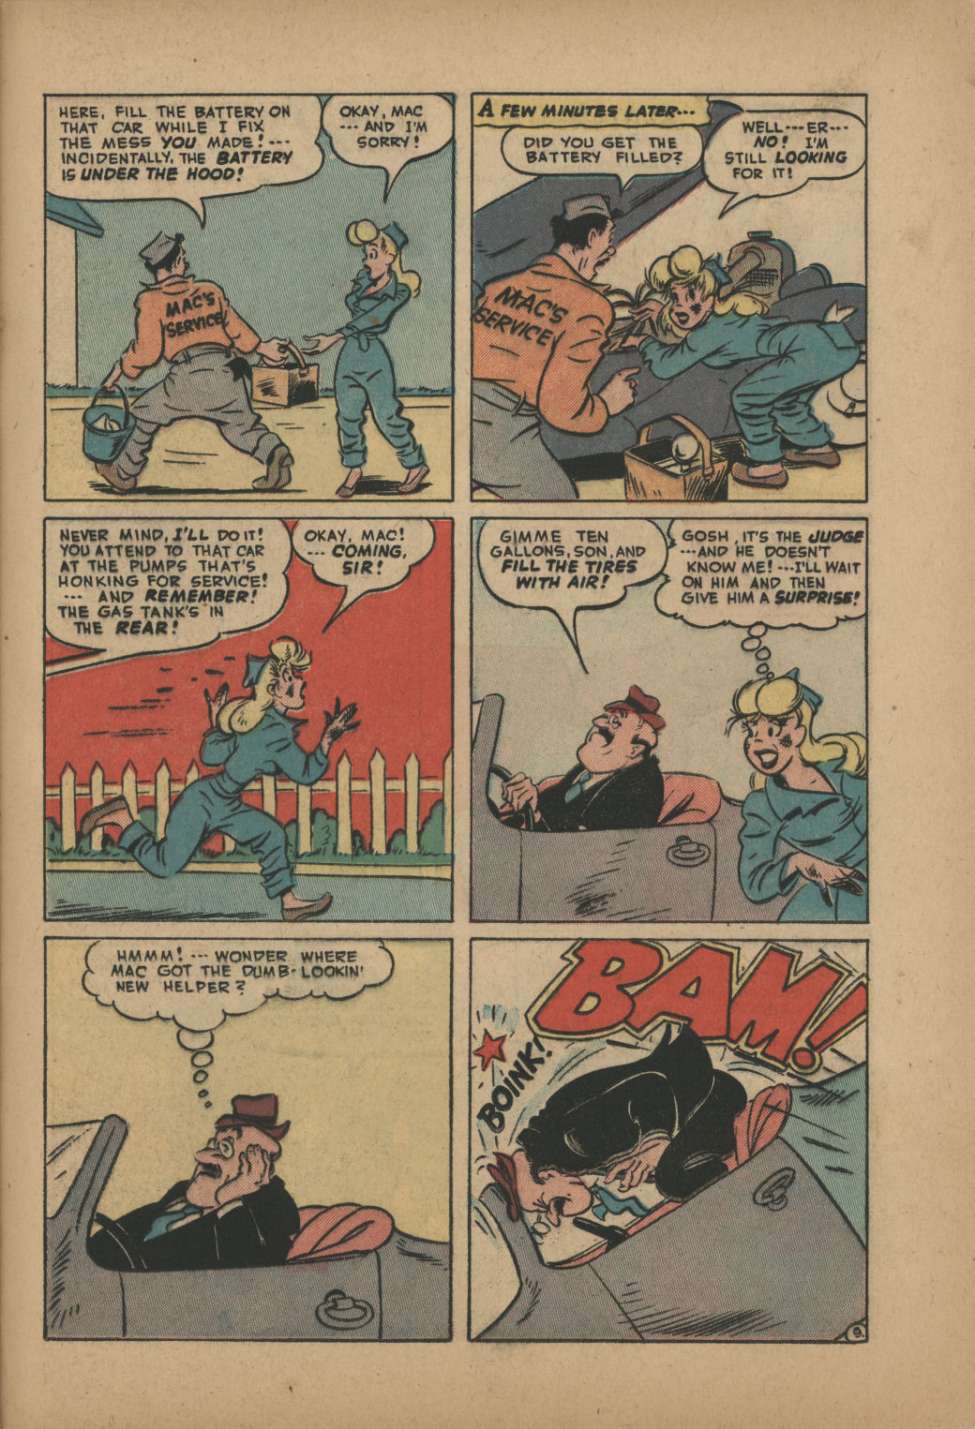 HERE, FILL THE BATTERY ON
THAT CAR WHILE I FIX
THE MESS YOU MADE!---
INCIDENTALLY, THE BATTERY
IS UNDER THE HOOD!
OKAY, MAC
--- AND I'M
SORRY!
MAC'S
SERVICE
A FEW MINUTES LATER---
DID YOU GET THE
BATTERY FILLED?
WELL---ER---
NO! I'M
STILL LOOKING
FOR IT!
MAC'S
SERVICE
NEVER MIND, I'LL DO IT!
YOU ATTEND TO THAT CAR
AT THE PUMPS THAT'S
HONKING FOR SERVICE!
--- AND REMEMBER!
THE GAS TANK'S IN
THE REAR!
OKAY, MAC!
--- COMING,
SIR!
GIMME TEN
GALLONS, SON, AND
FILL THE TIRES
WITH AIR!
GOSH, IT'S THE JUDGE
---AND HE DOESN'T
KNOW ME!---I'LL WAIT
ON HIM AND THEN
GIVE HIM A SURPRISE!
HMMM!--- WONDER WHERE
MAC GOT THE DUMB-LOOKIN'
NEW HELPER?
BAM!
BOINK!
9